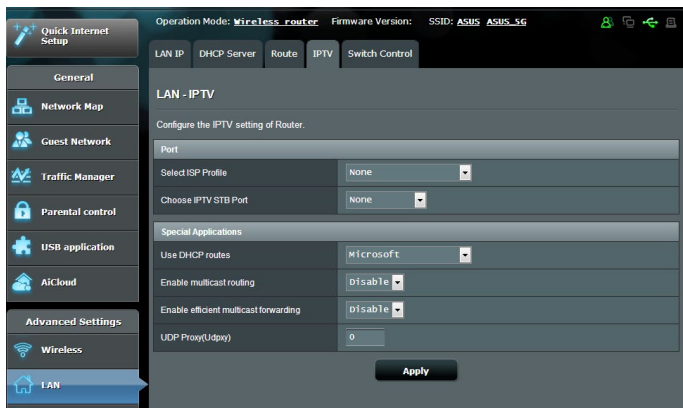 Quick Internet
Setup
Operation Mode: Wireless router Firmware Version: SSID: ASUS ASUS_5G
LAN IP DHCP Server Route IPTV Switch Control
General
Network Map
Guest Network
Traffic Manager
Parental control
USB application
AiCloud
Advanced Settings
Wireless
LAN
LAN - IPTV
Configure the IPTV setting of Router.
Port
Select ISP Profile None
Choose IPTV STB Port None
Special Applications
Use DHCP routes Microsoft
Enable multicast routing Disable
Enable efficient multicast forwarding Disable
UDP Proxy(Udpxy) 0
Apply